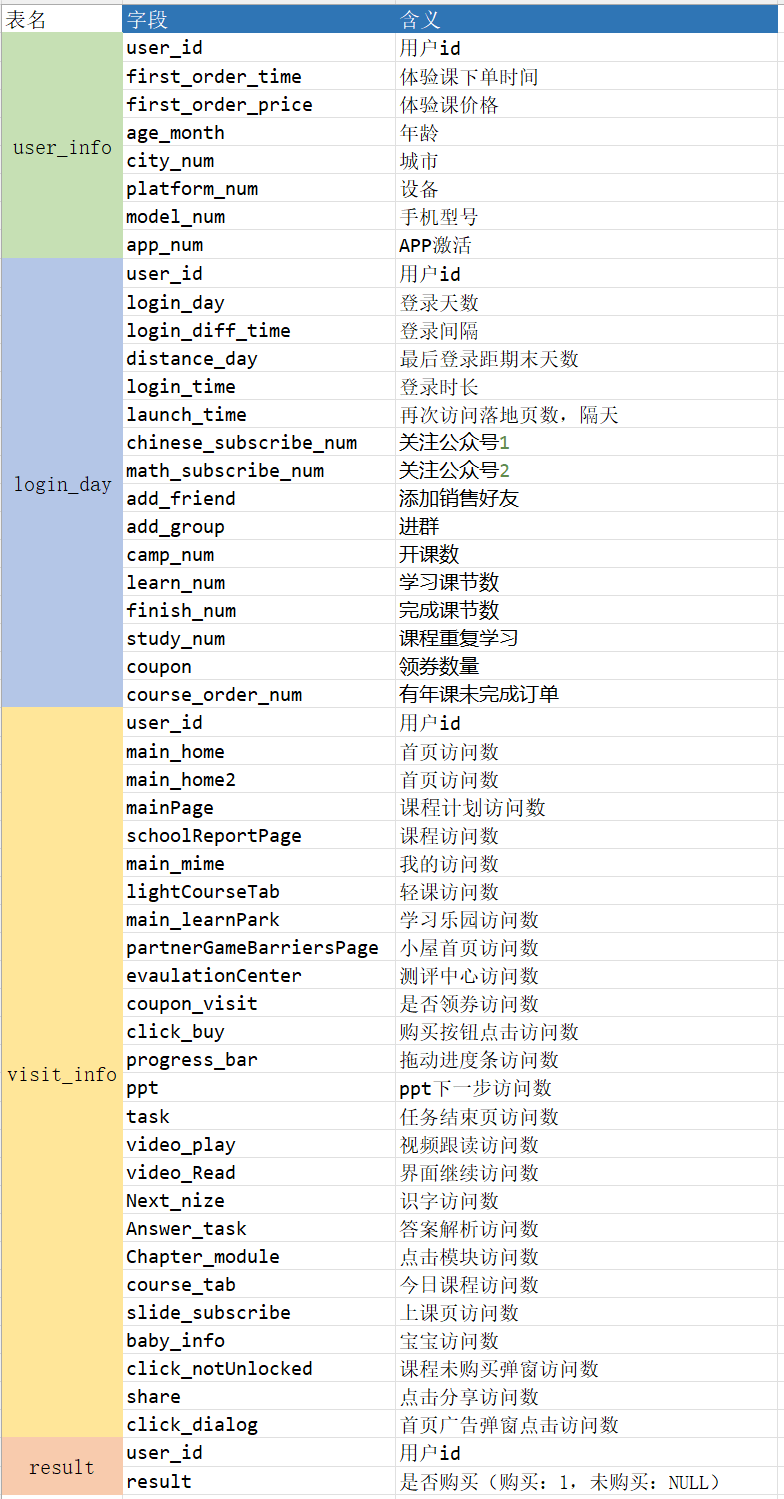 表名 字段 含义
user_info
user_id 用户id
first_order_time 体验课下单时间
first_order_price 体验课价格
age_month 年龄
city_num 城市
platform_num 设备
model_num 手机型号
app_num APP激活
login_day
user_id 用户id
login_day 登录天数
login_diff_time 登录间隔
distance_day 最后登录距期末天数
login_time 登录时长
launch_time 再次访问落地页数，隔天
chinese_subscribe_num 关注公众号1
math_subscribe_num 关注公众号2
add_friend 添加销售好友
add_group 进群
camp_num 开课数
learn_num 学习课节数
finish_num 完成课节数
study_num 课程重复学习
coupon 领券数量
course_order_num 有年课未完成订单
visit_info
user_id 用户id
main_home 首页访问数
main_home2 首页访问数
mainPage 课程计划访问数
schoolReportPage 课程访问数
main_mime 我的访问数
lightCourseTab 轻课访问数
main_learnPark 学习乐园访问数
partnerGameBarriersPage 小屋首页访问数
evaulationCenter 测评中心访问数
coupon_visit 是否领券访问数
click_buy 购买按钮点击访问数
progress_bar 拖动进度条访问数
ppt ppt下一步访问数
task 任务结束页访问数
video_play 视频跟读访问数
video_Read 界面继续访问数
Next_nize 识字访问数
Answer_task 答案解析访问数
Chapter_module 点击模块访问数
course_tab 今日课程访问数
slide_subscribe 上课页访问数
baby_info 宝宝访问数
click_notUnlocked 课程未购买弹窗访问数
share 点击分享访问数
click_dialog 首页广告弹窗点击访问数
result
user_id 用户id
result 是否购买（购买：1，未购买：NULL）